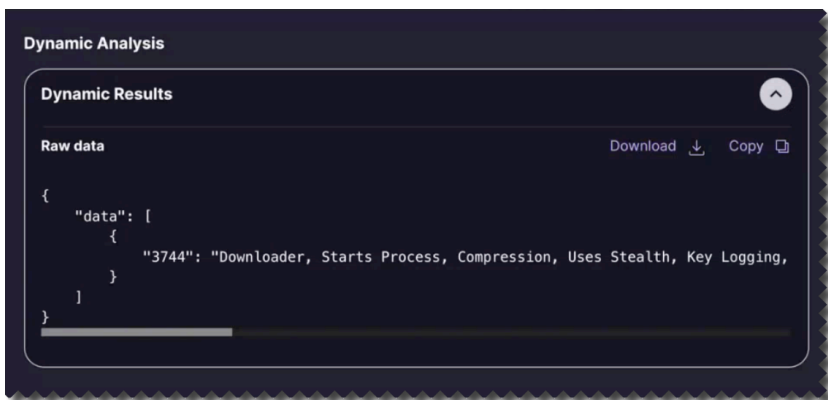 Dynamic Analysis
Dynamic Results
Raw data Download Copy
{
    "data": [
        {
            "3744": "Downloader, Starts Process, Compression, Uses Stealth, Key Logging,
        }
    ]
}